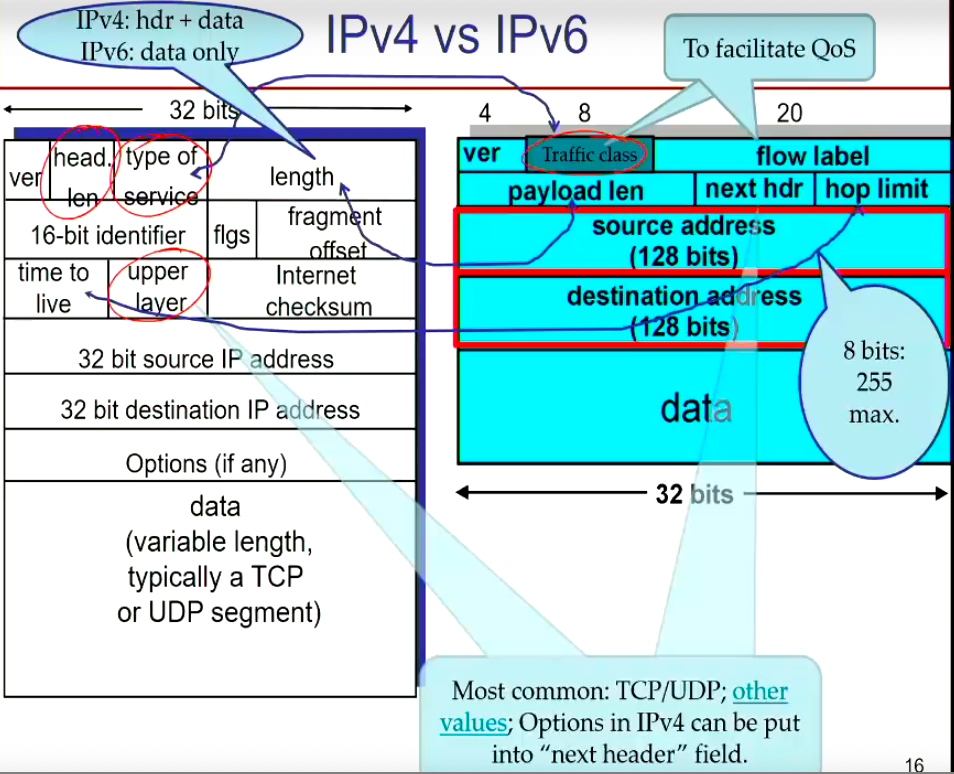 IPv4: hdr + data
IPv6: data only
IPv4 vs IPv6
To facilitate QoS
32 bits
ver
head.
len
type of
service
length
16-bit identifier
flgs
fragment
offset
time to
live
upper
layer
Internet
checksum
32 bit source IP address
32 bit destination IP address
Options (if any)
data
(variable length,
typically a TCP
or UDP segment)
4 8 20
ver
Traffic class
flow label
payload len
next hdr
hop limit
source address
(128 bits)
destination address
(128 bits)
data
32 bits
8 bits:
255
max.
Most common: TCP/UDP; other
values; Options in IPv4 can be put
into “next header” field.
16